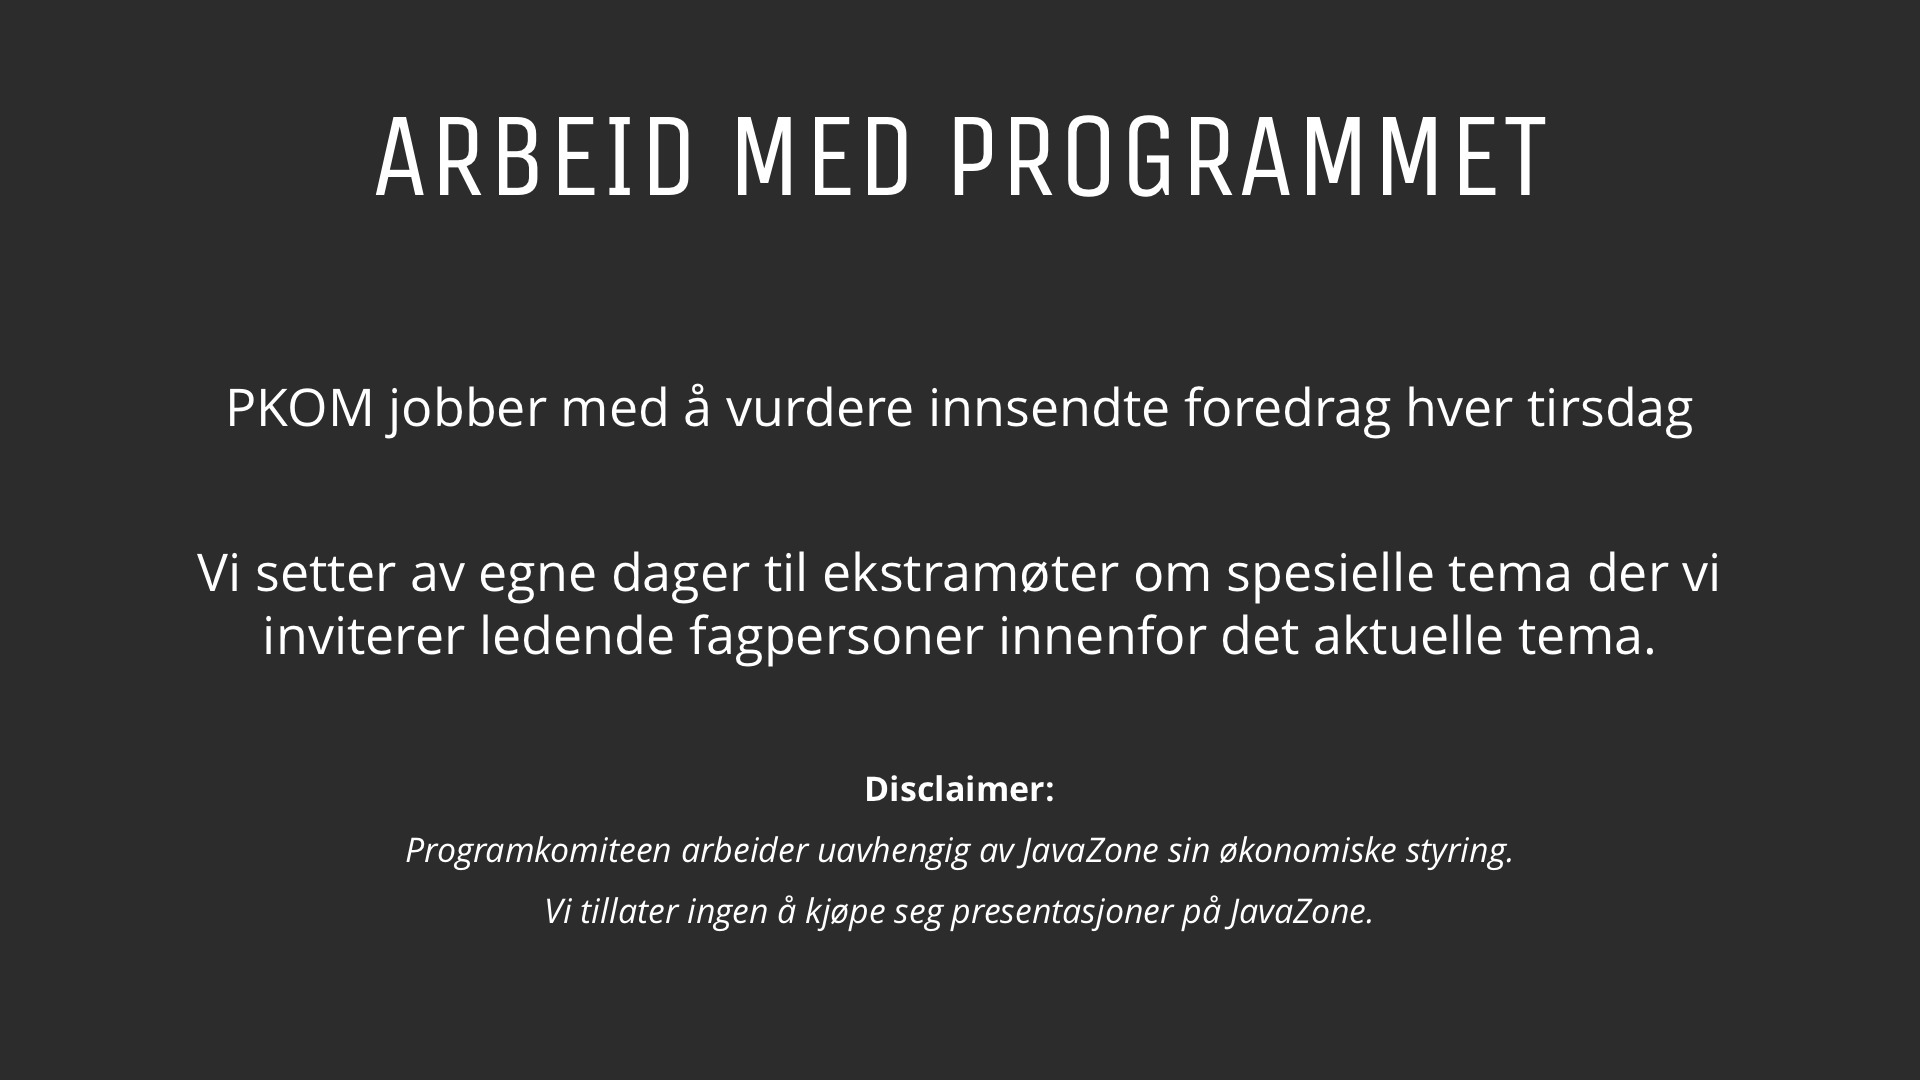 ARBEID MED PROGRAMMET
PKOM jobber med å vurdere innsendte foredrag hver tirsdag
Vi setter av egne dager til ekstramøter om spesielle tema der vi
inviterer ledende fagpersoner innenfor det aktuelle tema.
Disclaimer:
Programkomiteen arbeider uavhengig av JavaZone sin økonomiske styring.
Vi tillater ingen å kjøpe seg presentasjoner på JavaZone.